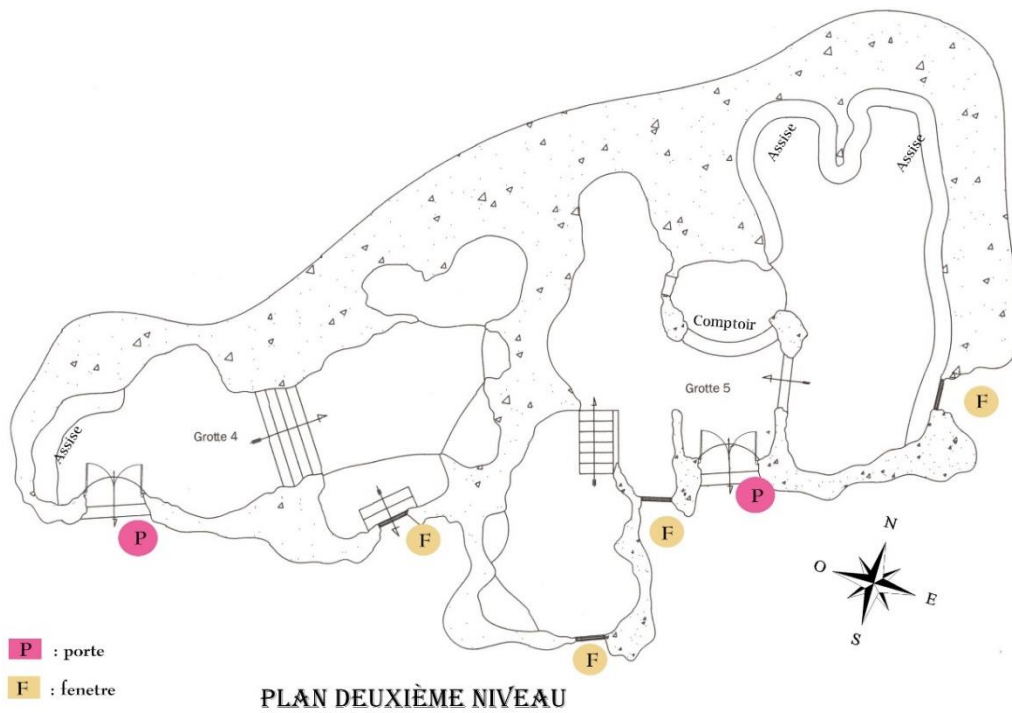 Assise
Assise
Comptoir
Grotte 5
F
Grotte 4
Assise
P
F
F
P
N
O
E
S
F
P : porte
F : fenetre
PLAN DEUXIÈME NIVEAU